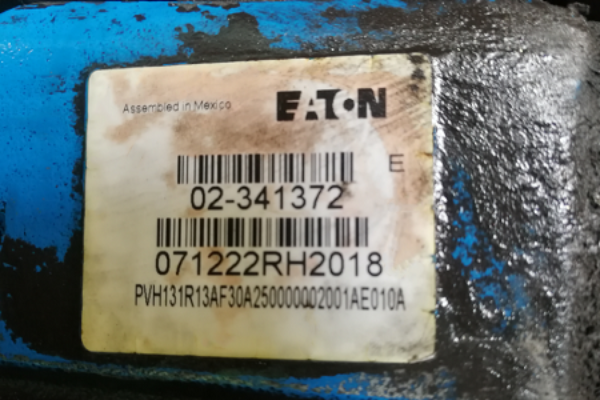 Assembled in Mexico
EATON
E
02-341372
071222RH2018
PVH131R13AF30A250000002001AE010A